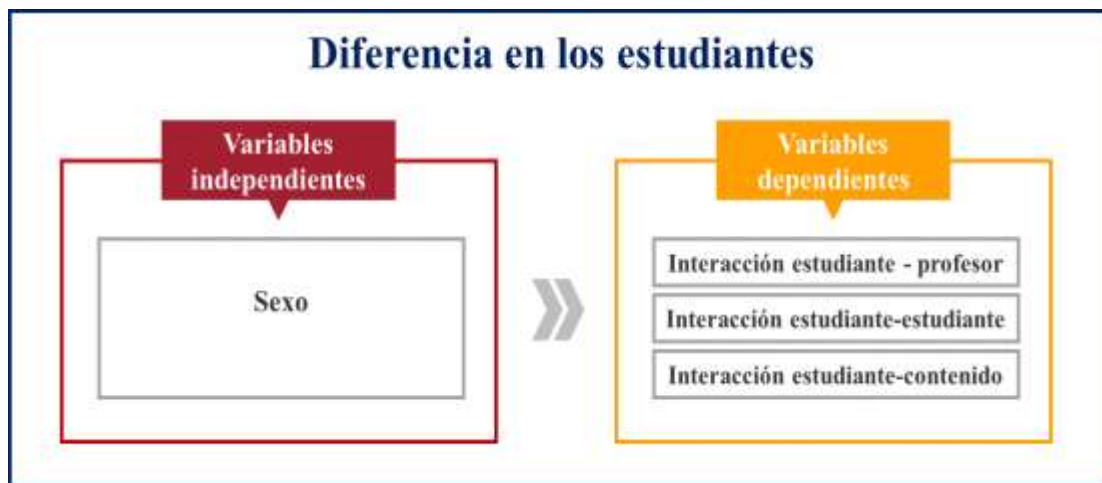 Diferencia en los estudiantes
Variables
independientes
Sexo
Variables
dependientes
Interacción estudiante - profesor
Interacción estudiante-estudiante
Interacción estudiante-contenido